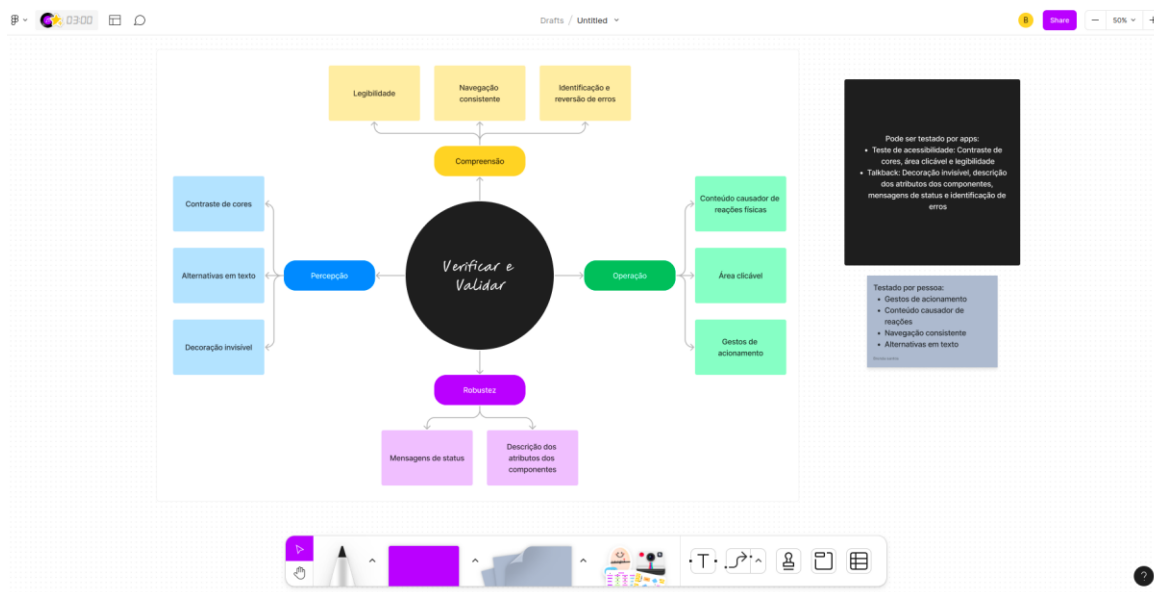 03:00
Drafts / Untitled
B
Share
50%
Legibilidade
Navegação
consistente
Identificação e
reversão de erros
Compreensão
Contraste de cores
Alternativas em texto
Decoração invisível
Percepção
Verificar e
Validar
Operação
Conteúdo causador de
reações físicas
Área clicável
Gestos de
acionamento
Robustez
Mensagens de status
Descrição dos
atributos dos
componentes
Pode ser testado por apps:
• Teste de acessibilidade: Contraste de
cores, área clicável e legibilidade
• Talkback: Decoração invisível, descrição
dos atributos dos componentes,
mensagens de status e identificação de
erros
Testado por pessoa:
• Gestos de acionamento
• Conteúdo causador de
reações
• Navegação consistente
• Alternativas em texto
T
?